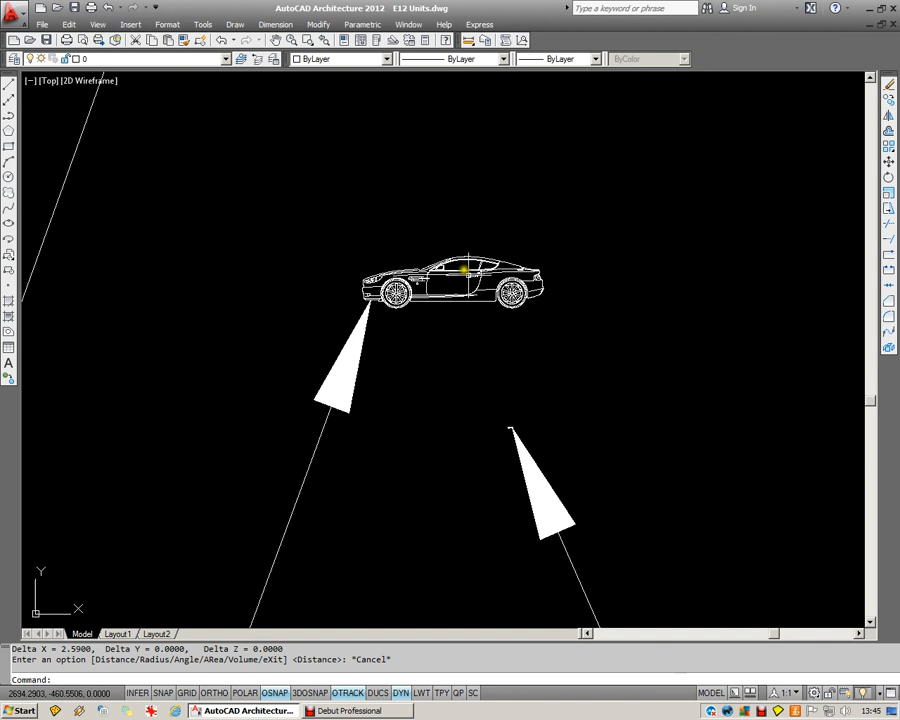 AutoCAD Architecture 2012    E12 Units.dwg
Type a keyword or phrase
Sign In
File Edit View Insert Format Tools Draw Dimension Modify Parametric Window Help Express
0
ByLayer
ByLayer
ByLayer
ByColor
[−] [Top] [2D Wireframe]
Y
X
Model Layout1 Layout2
Delta X = 2.5900,  Delta Y = 0.0000,   Delta Z = 0.0000
Enter an option [Distance/Radius/Angle/ARea/Volume/eXit] <Distance>: *Cancel*
Command:
2694.2903, -460.5506, 0.0000 INFER SNAP GRID ORTHO POLAR OSNAP 3DOSNAP OTRACK DUCS DYN LWT TPY QP SC MODEL 1:1
Start AutoCAD Architectur... Debut Professional 13:45